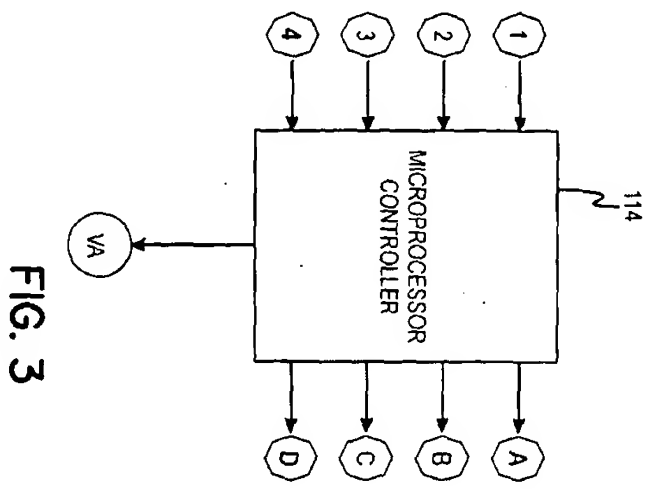 114
1
2
3
4
MICROPROCESSOR
CONTROLLER
A
B
C
D
VA
FIG. 3